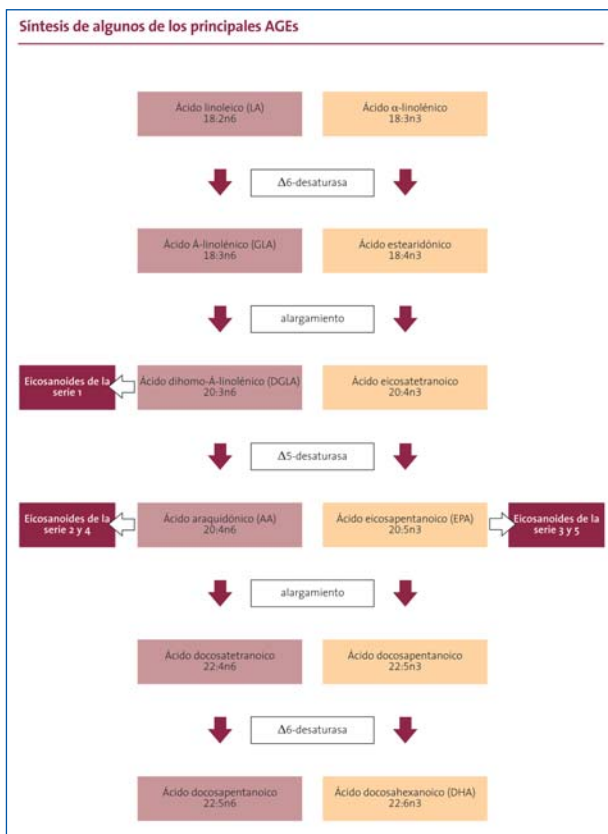 Síntesis de algunos de los principales AGEs
Ácido linoleico (LA)
18:2n6
Ácido α-linolénico
18:3n3
Δ6-desaturasa
Ácido Á-linolénico (GLA)
18:3n6
Ácido estearidónico
18:4n3
alargamiento
Eicosanoides de la
serie 1
Ácido dihomo-Á-linolénico (DGLA)
20:3n6
Ácido eicosatetranoico
20:4n3
Δ5-desaturasa
Eicosanoides de la
serie 2 y 4
Ácido araquidónico (AA)
20:4n6
Ácido eicosapentanoico (EPA)
20:5n3
Eicosanoides de la
serie 3 y 5
alargamiento
Ácido docosatetranoico
22:4n6
Ácido docosapentanoico
22:5n3
Δ6-desaturasa
Ácido docosapentanoico
22:5n6
Ácido docosahexanoico (DHA)
22:6n3